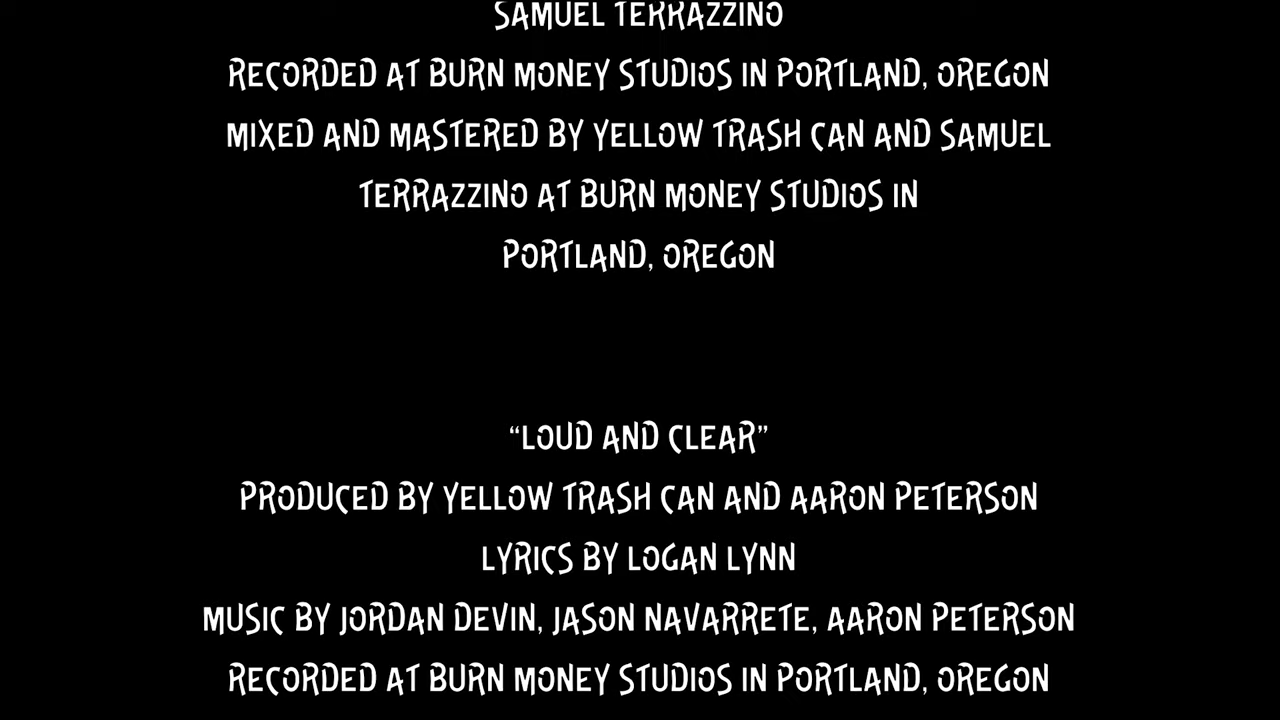 SAMUEL TERRAZZINO
RECORDED AT BURN MONEY STUDIOS IN PORTLAND, OREGON
MIXED AND MASTERED BY YELLOW TRASH CAN AND SAMUEL
TERRAZZINO AT BURN MONEY STUDIOS IN
PORTLAND, OREGON
“LOUD AND CLEAR”
PRODUCED BY YELLOW TRASH CAN AND AARON PETERSON
LYRICS BY LOGAN LYNN
MUSIC BY JORDAN DEVIN, JASON NAVARRETE, AARON PETERSON
RECORDED AT BURN MONEY STUDIOS IN PORTLAND, OREGON